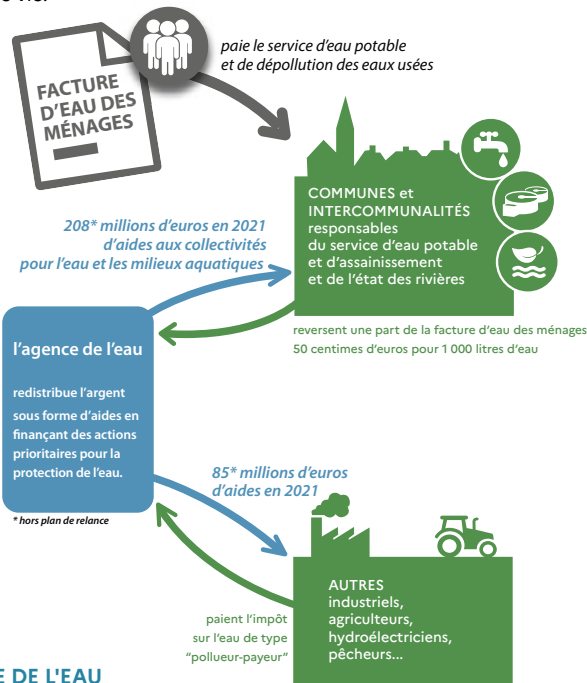 paie le service d'eau potable
et de dépollution des eaux usées
FACTURE
D'EAU DES
MÉNAGES
COMMUNES et
INTERCOMMUNALITÉS
responsables
du service d'eau potable
et d'assainissement
et de l'état des rivières
208* millions d'euros en 2021
d'aides aux collectivités
pour l'eau et les milieux aquatiques
reversent une part de la facture d'eau des ménages
50 centimes d'euros pour 1 000 litres d'eau
l'agence de l'eau
redistribue l'argent
sous forme d'aides en
finançant des actions
prioritaires pour la
protection de l'eau.
* hors plan de relance
85* millions d'euros
d'aides en 2021
AUTRES
industriels,
agriculteurs,
hydroélectriciens,
pêcheurs...
paient l'impôt
sur l'eau de type
"pollueur-payeur"
E DE L'EAU